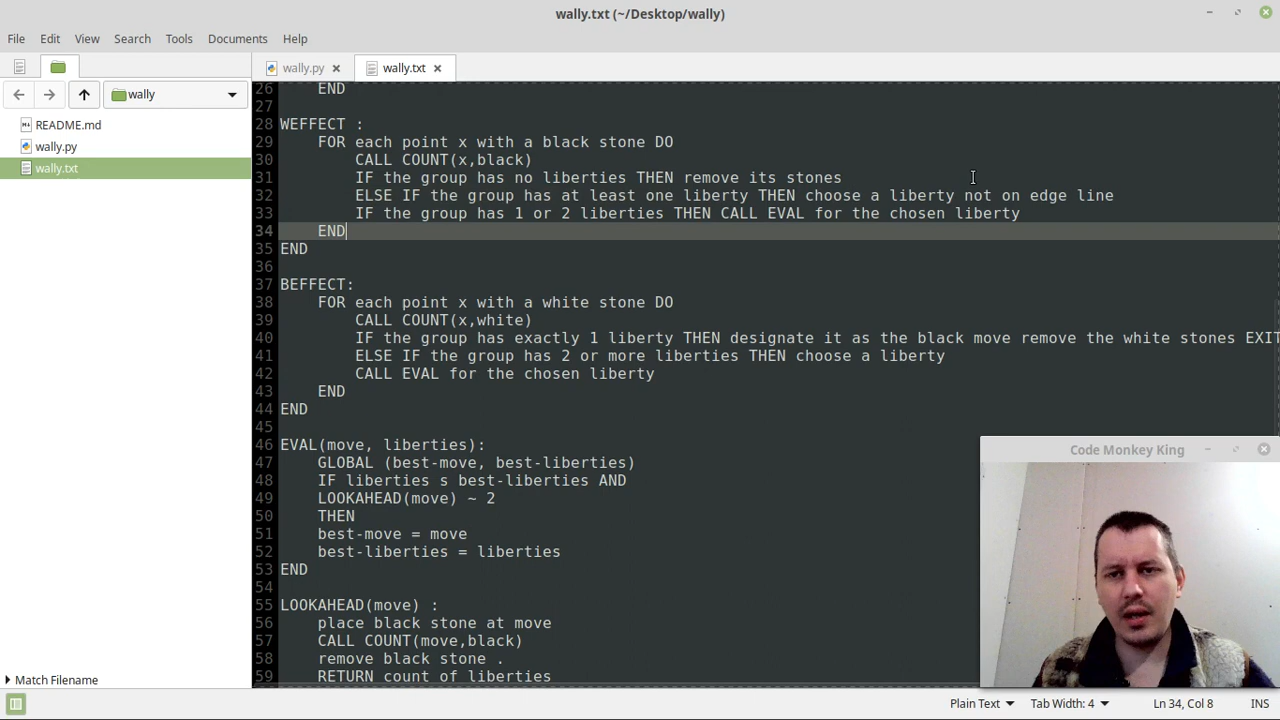 wally.txt (~/Desktop/wally)
File Edit View Search Tools Documents Help
wally.py wally.txt
wally
README.md
wally.py
wally.txt
26 END
27
28 WEFFECT :
29 FOR each point x with a black stone DO
30 CALL COUNT(x,black)
31 IF the group has no liberties THEN remove its stones
32 ELSE IF the group has at least one liberty THEN choose a liberty not on edge line
33 IF the group has 1 or 2 liberties THEN CALL EVAL for the chosen liberty
34 END
35 END
36
37 BEFFECT:
38 FOR each point x with a white stone DO
39 CALL COUNT(x,white)
40 IF the group has exactly 1 liberty THEN designate it as the black move remove the white stones EXIT
41 ELSE IF the group has 2 or more liberties THEN choose a liberty
42 CALL EVAL for the chosen liberty
43 END
44 END
45
46 EVAL(move, liberties):
47 GLOBAL (best-move, best-liberties)
48 IF liberties s best-liberties AND
49 LOOKAHEAD(move) ~ 2
50 THEN
51 best-move = move
52 best-liberties = liberties
53 END
54
55 LOOKAHEAD(move) :
56 place black stone at move
57 CALL COUNT(move,black)
58 remove black stone .
59 RETURN count of liberties
Code Monkey King
Match Filename
Plain Text Tab Width: 4 Ln 34, Col 8 INS